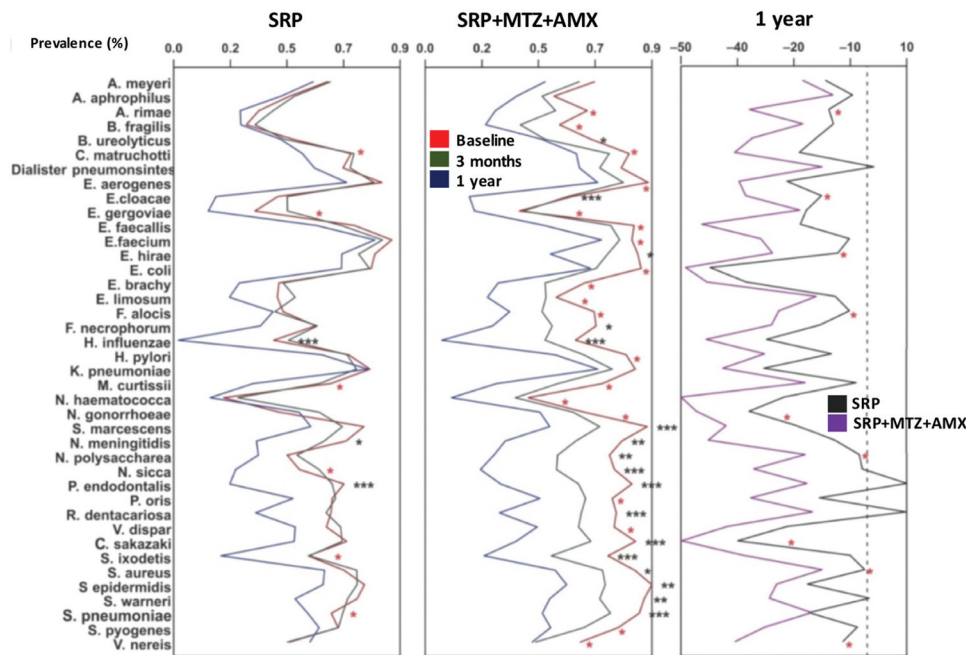 SRP SRP+MTZ+AMX 1 year
Prevalence (%) 0.0 0.2 0.5 0.7 0.9 0.0 0.2 0.5 0.7 0.9 −50 −30 −10 10
A. meyeri
A. aphrophilus
A. rimae *
B. fragilis *
B. ureolyticus *
C. matruchotti * *
Dialister pneumonsintes
E. aerogenes *
E.cloacae *** *
E. gergoviae * *
E. faecallis *
E.faecium *
E. hirae * *
E. coli *
E. brachy *
E. limosum *
F. alocis * *
F. necrophorum *
H. influenzae *** ***
H. pylori *
K. pneumoniae
M. curtissii * *
N. haematococca *
N. gonorrhoeae * *
S. marcescens ***
N. meningitidis * **
N. polysaccharea ** *
N. sicca * ***
P. endodontalis *** ***
P. oris *
R. dentacariosa ***
V. dispar *
C. sakazaki *** *
S. ixodetis * ***
S. aureus * *
S epidermidis **
S. warneri **
S. pneumoniae * ***
S. pyogenes *
V. nereis * *
Baseline
3 months
1 year
SRP
SRP+MTZ+AMX